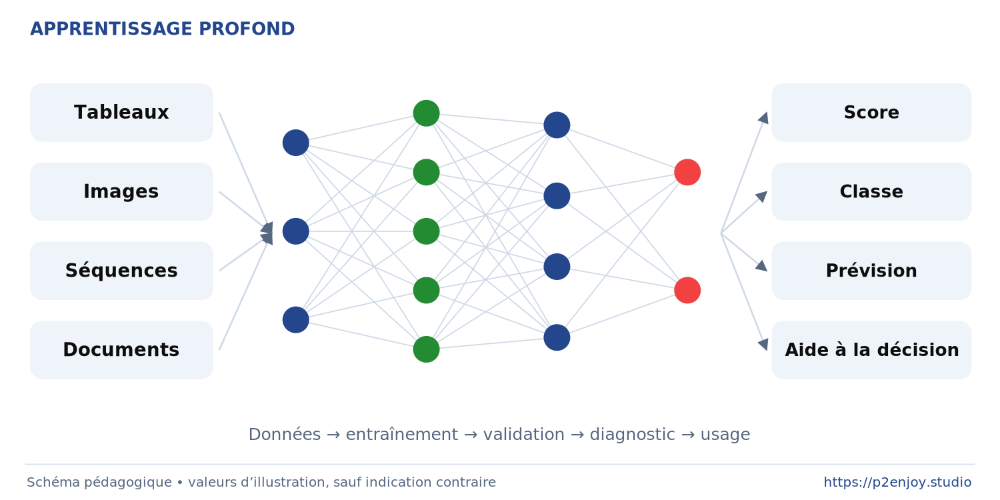 APPRENTISSAGE PROFOND
Tableaux
Images
Séquences
Documents
Score
Classe
Prévision
Aide à la décision
Données → entraînement → validation → diagnostic → usage
Schéma pédagogique • valeurs d’illustration, sauf indication contraire
https://p2enjoy.studio